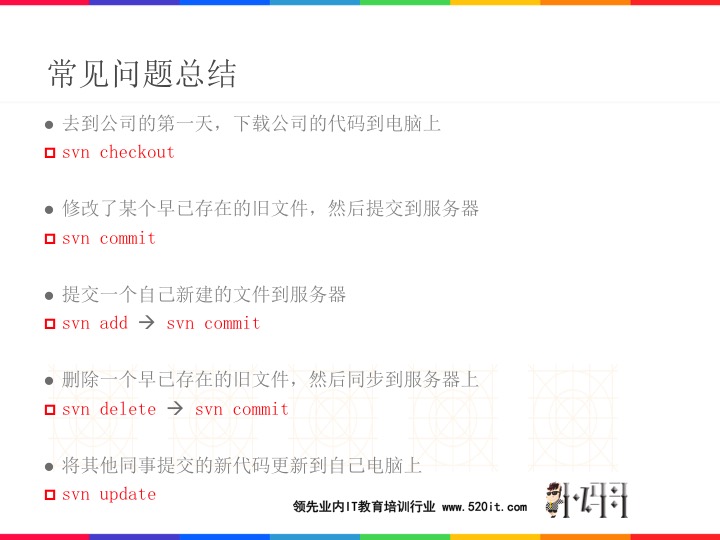 常见问题总结
去到公司的第一天，下载公司的代码到电脑上
svn checkout
修改了某个早已存在的旧文件，然后提交到服务器
svn commit
提交一个自己新建的文件到服务器
svn add → svn commit
删除一个早已存在的旧文件，然后同步到服务器上
svn delete → svn commit
将其他同事提交的新代码更新到自己电脑上
svn update
领先业内IT教育培训行业 www.520it.com
小码哥